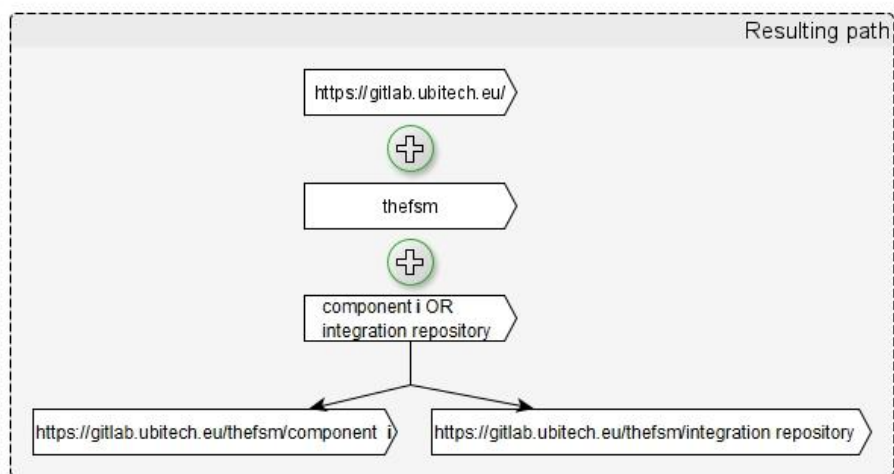 Resulting path
https://gitlab.ubitech.eu/
thefsm
component i OR
integration repository
https://gitlab.ubitech.eu/thefsm/component i
https://gitlab.ubitech.eu/thefsm/integration repository